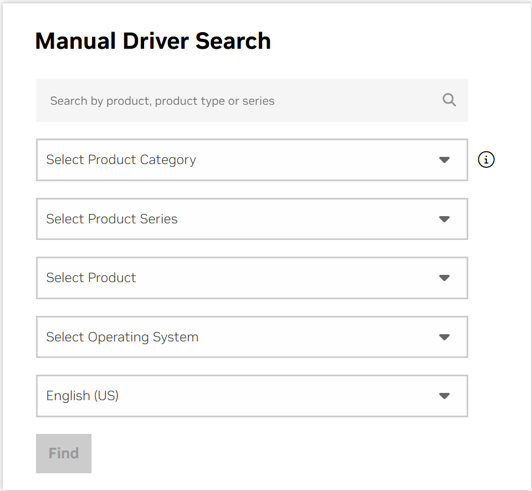 Manual Driver Search
Search by product, product type or series
Select Product Category
Select Product Series
Select Product
Select Operating System
English (US)
Find